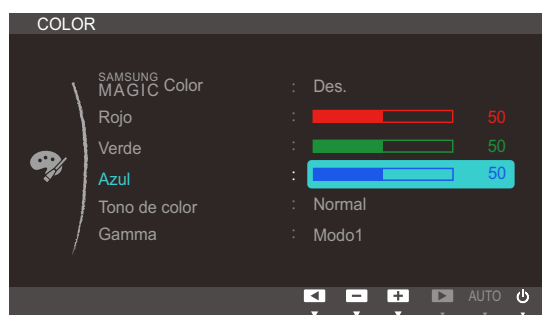 COLOR
SAMSUNG MAGIC Color : Des.
Rojo : 50
Verde : 50
Azul : 50
Tono de color : Normal
Gamma : Modo1
AUTO